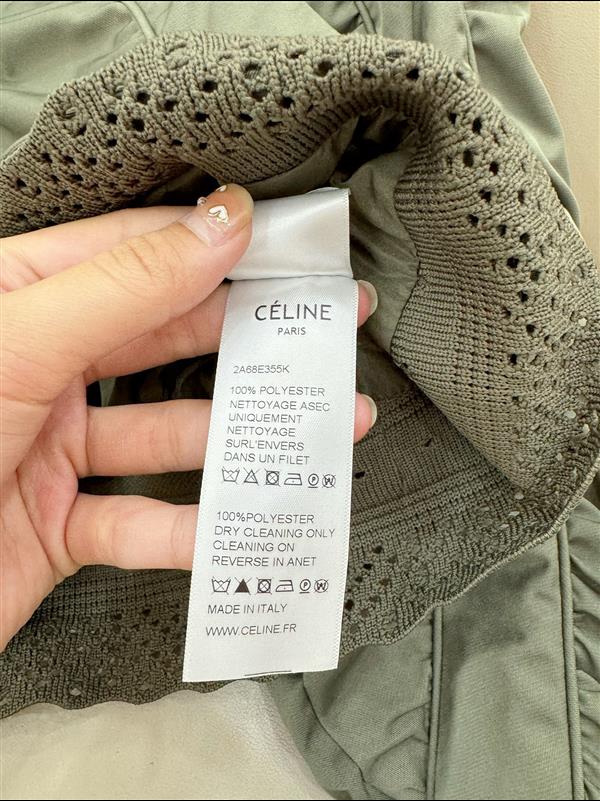 CÉLINE
PARIS
2A68E355K
100% POLYESTER
NETTOYAGE ASEC
UNIQUEMENT
NETTOYAGE
SURL'ENVERS
DANS UN FILET
100%POLYESTER
DRY CLEANING ONLY
CLEANING ON
REVERSE IN ANET
MADE IN ITALY
WWW.CELINE.FR